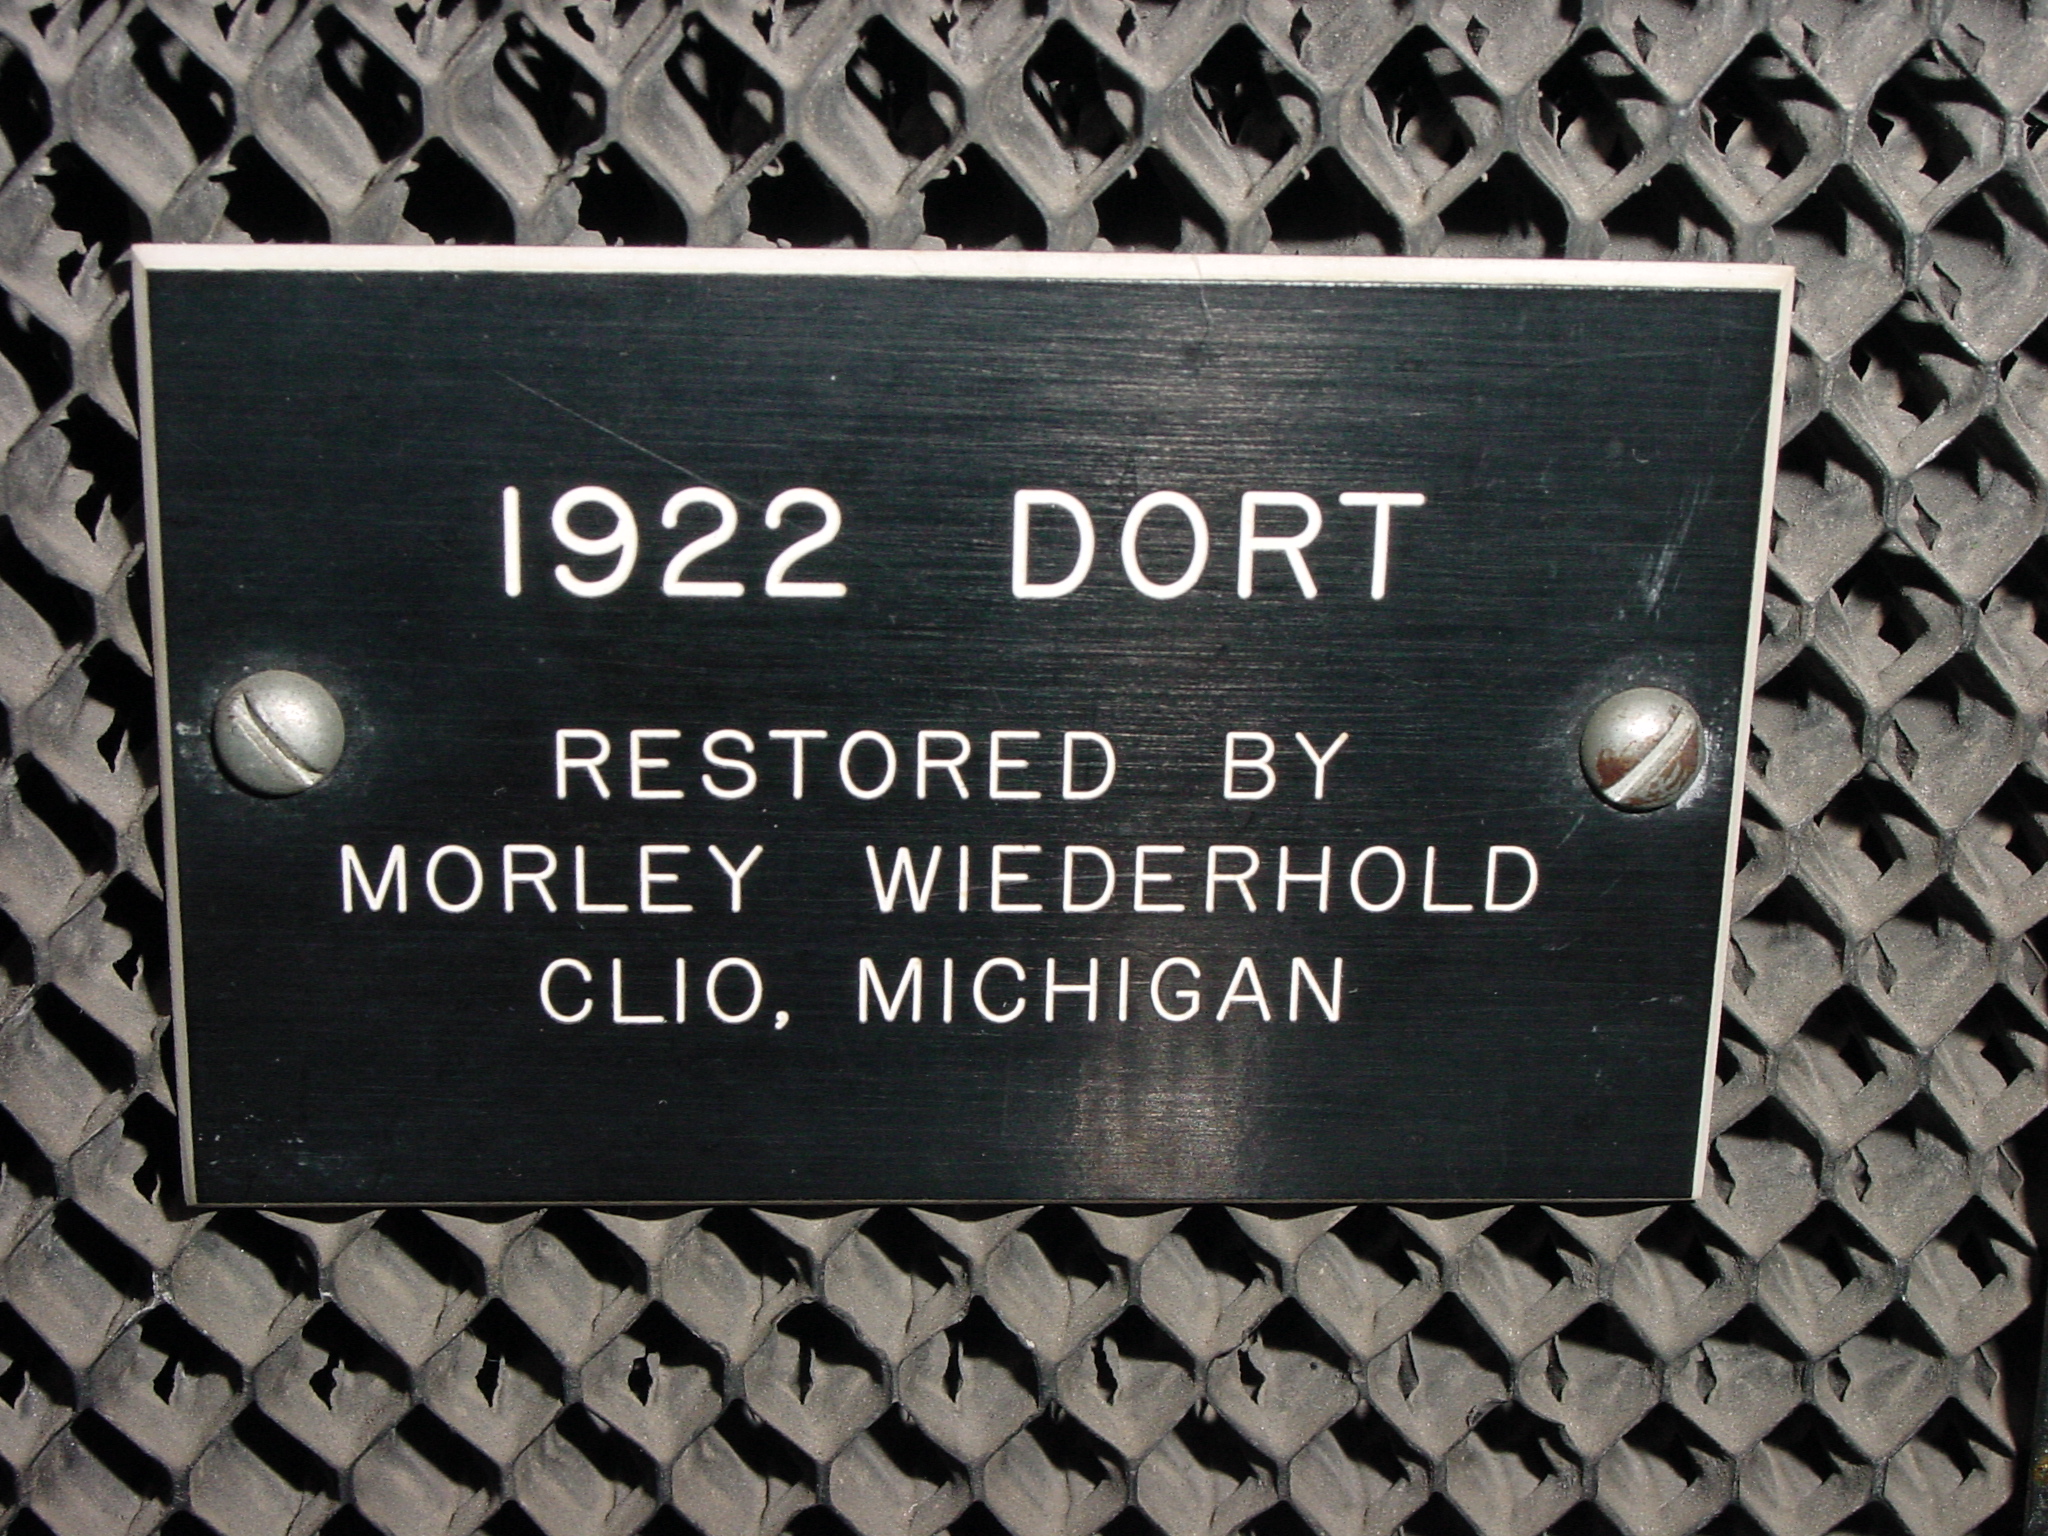 1922 DORT
RESTORED BY
MORLEY WIEDERHOLD
CLIO, MICHIGAN